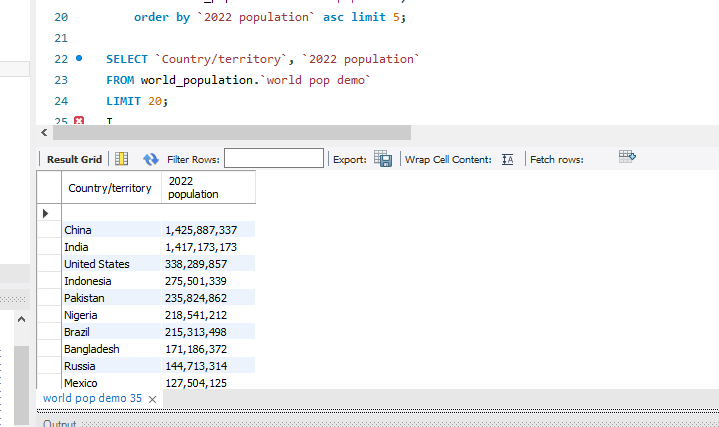 20 order by `2022 population` asc limit 5;
21
22 SELECT `Country/territory`, `2022 population`
23 FROM world_population.`world pop demo`
24 LIMIT 20;
25
Result Grid Filter Rows: Export: Wrap Cell Content: Fetch rows:
Country/territory 2022
population
China 1,425,887,337
India 1,417,173,173
United States 338,289,857
Indonesia 275,501,339
Pakistan 235,824,862
Nigeria 218,541,212
Brazil 215,313,498
Bangladesh 171,186,372
Russia 144,713,314
Mexico 127,504,125
world pop demo 35
Output